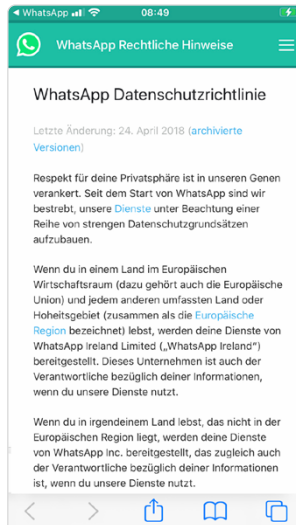 WhatsApp
08:49
WhatsApp Rechtliche Hinweise
WhatsApp Datenschutzrichtlinie
Letzte Änderung: 24. April 2018 (archivierte
Versionen)
Respekt für deine Privatsphäre ist in unseren Genen
verankert. Seit dem Start von WhatsApp sind wir
bestrebt, unsere Dienste unter Beachtung einer
Reihe von strengen Datenschutzgrundsätzen
aufzubauen.
Wenn du in einem Land im Europäischen
Wirtschaftsraum (dazu gehört auch die Europäische
Union) und jedem anderen umfassten Land oder
Hoheitsgebiet (zusammen als die Europäische
Region bezeichnet) lebst, werden deine Dienste von
WhatsApp Ireland Limited („WhatsApp Ireland“)
bereitgestellt. Dieses Unternehmen ist auch der
Verantwortliche bezüglich deiner Informationen,
wenn du unsere Dienste nutzt.
Wenn du in irgendeinem Land lebst, das nicht in der
Europäischen Region liegt, werden deine Dienste
von WhatsApp Inc. bereitgestellt, das zugleich auch
der Verantwortliche bezüglich deiner Informationen
ist, wenn du unsere Dienste nutzt.